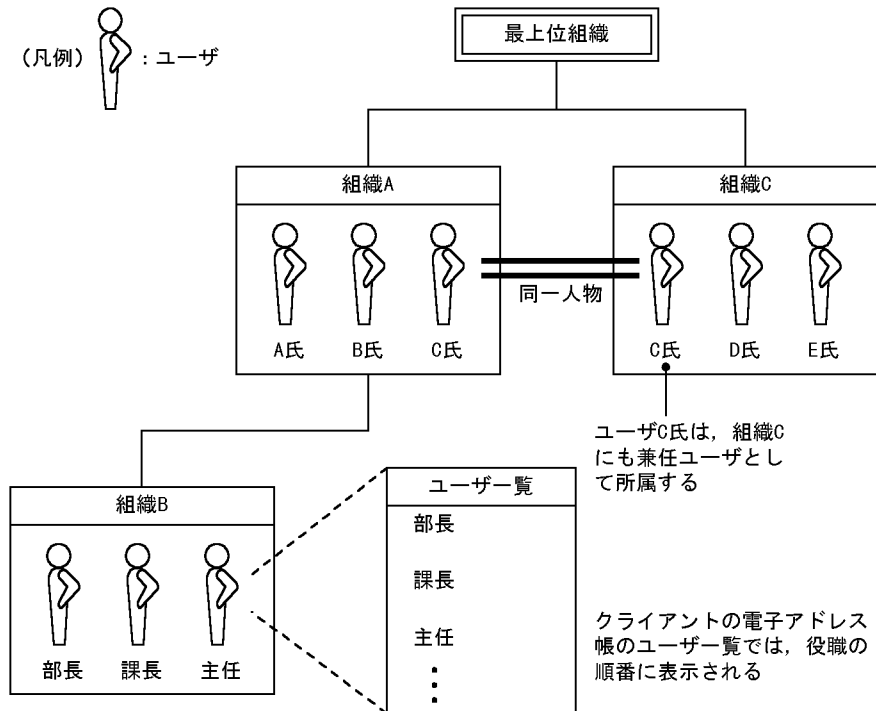 最上位組織
(凡例)
:ユーザ
組織A
組織C
A氏
B氏
C氏
同一人物
C氏
D氏
E氏
ユーザC氏は,組織C
にも兼任ユーザとし
て所属する
組織B
部長
課長
主任
ユーザ一覧
部長
課長
主任
クライアントの電子アドレス
帳のユーザ一覧では,役職の
順番に表示される